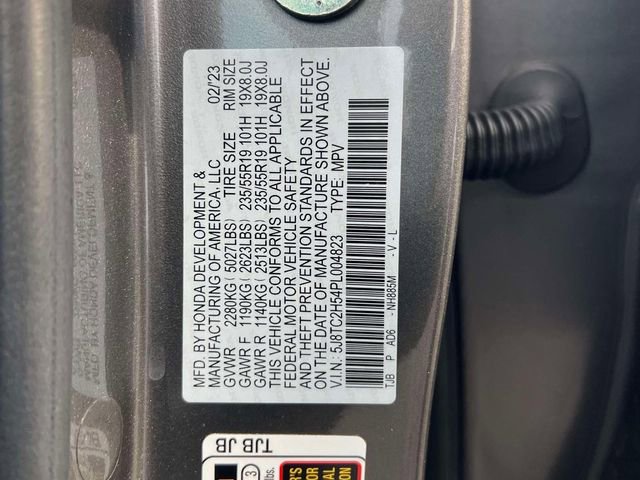 MFD. BY HONDA DEVELOPMENT &
MANUFACTURING OF AMERICA, LLC 02/'23
GVWR 2280KG ( 5027LBS) TIRE SIZE RIM SIZE
GAWR F 1190KG ( 2623LBS) 235/55R19 101H 19X8.0J
GAWR R 1140KG ( 2513LBS) 235/55R19 101H 19X8.0J
THIS VEHICLE CONFORMS TO ALL APPLICABLE
FEDERAL MOTOR VEHICLE SAFETY
AND THEFT PREVENTION STANDARDS IN EFFECT
ON THE DATE OF MANUFACTURE SHOWN ABOVE.
V.I.N.: 5J8TC2H54PL004823 TYPE: MPV
TJB P AD6 - NH885M - V - L
TJB JB
3
lbs.